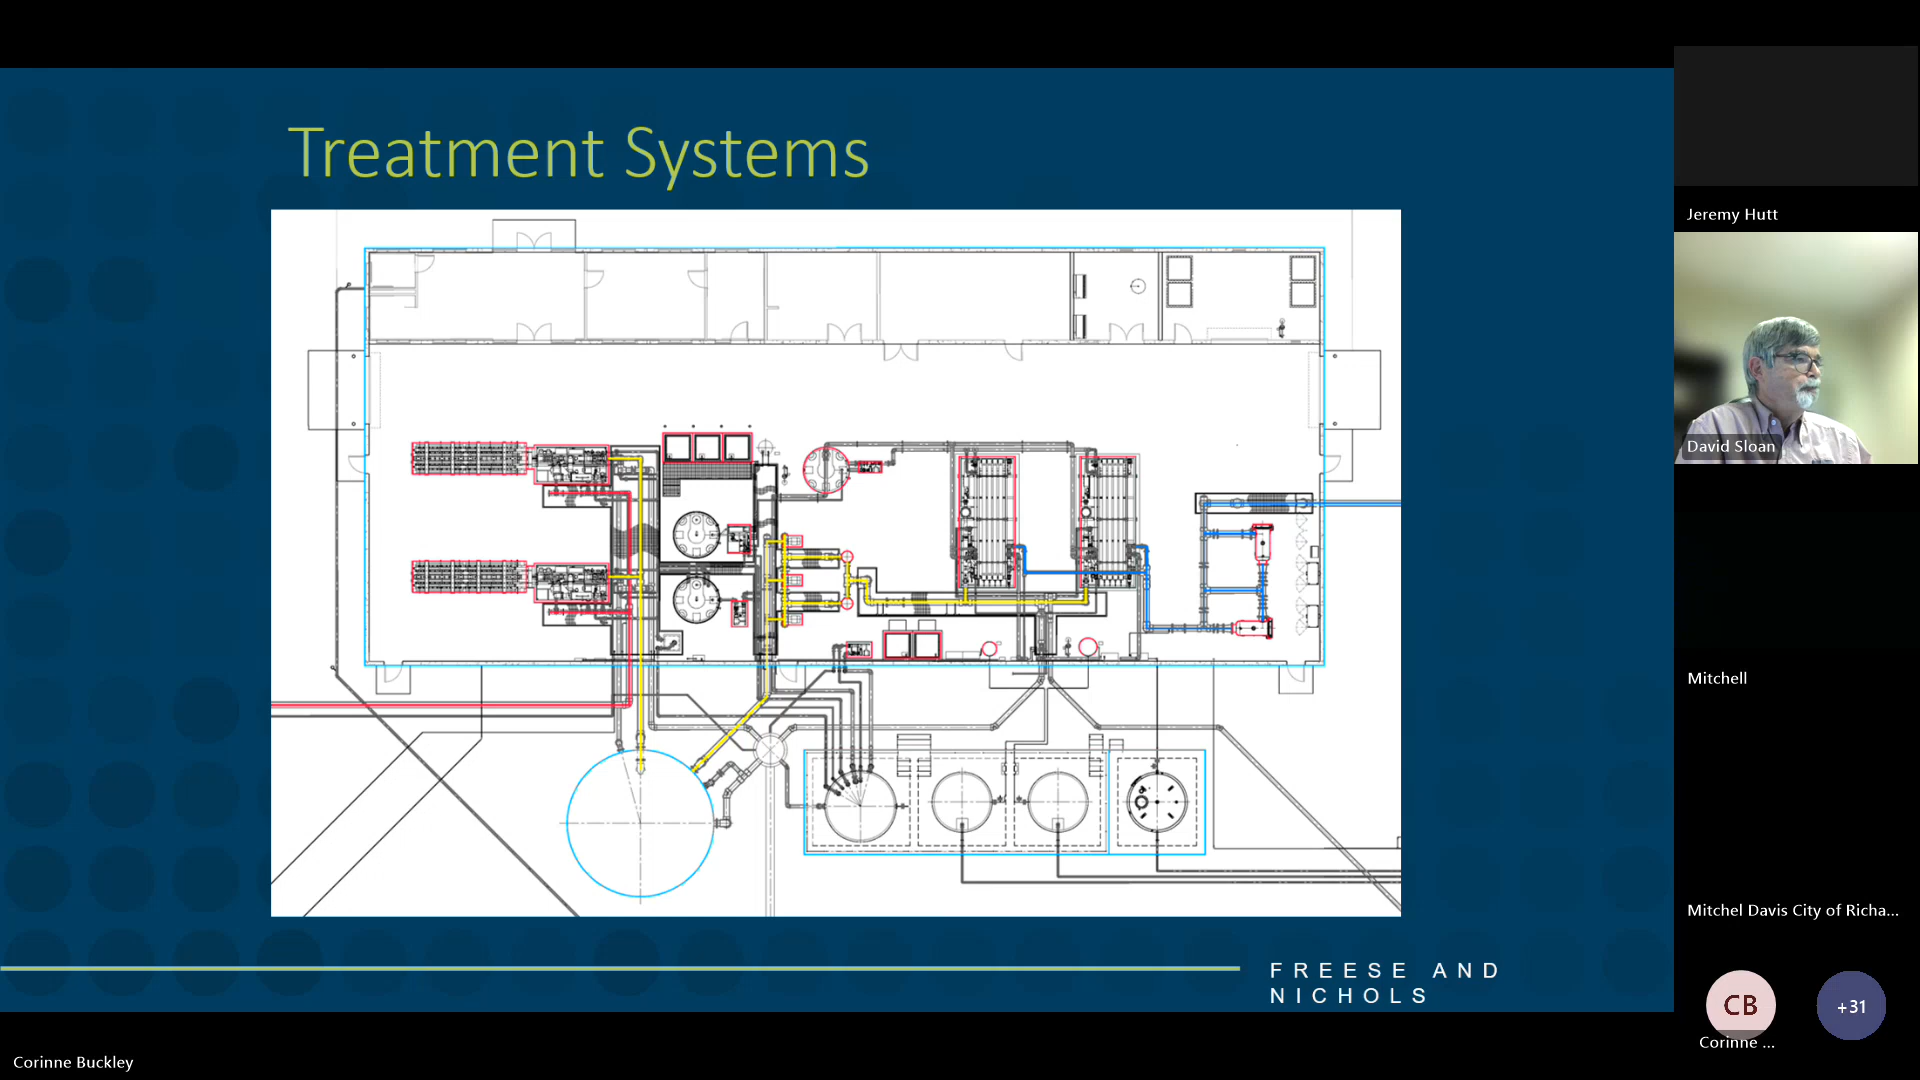 Treatment Systems
Jeremy Hutt
David Sloan
Mitchell
Mitchel Davis City of Richa...
FREESE AND
NICHOLS
CB
+31
Corinne ...
Corinne Buckley